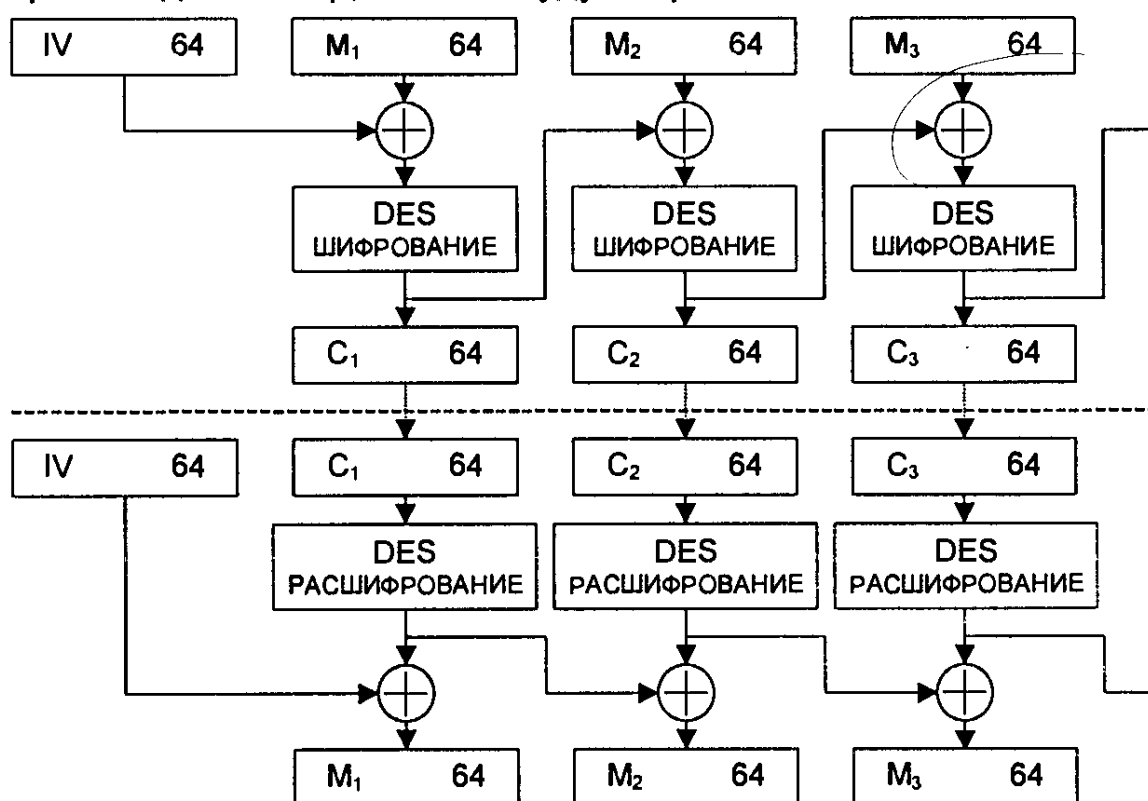 IV 64 M₁ 64 M₂ 64 M₃ 64
DES DES DES
ШИФРОВАНИЕ ШИФРОВАНИЕ ШИФРОВАНИЕ
C₁ 64 C₂ 64 C₃ 64
IV 64 C₁ 64 C₂ 64 C₃ 64
DES DES DES
РАСШИФРОВАНИЕ РАСШИФРОВАНИЕ РАСШИФРОВАНИЕ
M₁ 64 M₂ 64 M₃ 64